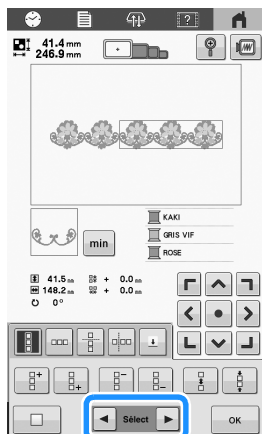 ?
41.4 mm
246.9 mm
+
KAKI
GRIS VIF
ROSE
min
41.5 mm + 0.0 mm
148.2 mm + 0.0 mm
0°
Sélect
OK